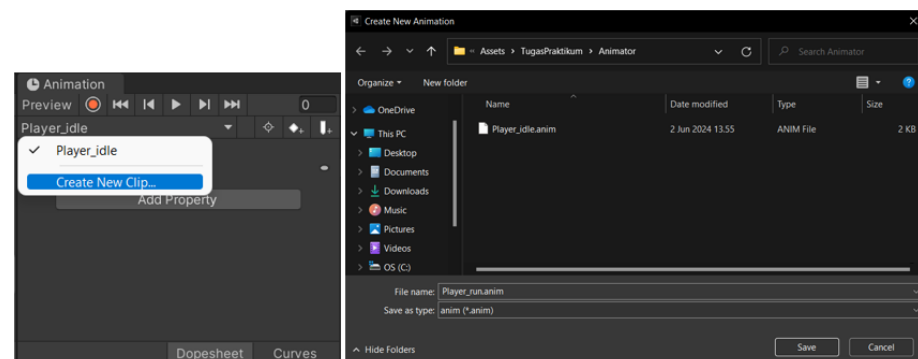 Animation
Preview 0
Player_idle
Player_idle
Create New Clip...
Add Property
Dopesheet Curves
Create New Animation
« Assets › TugasPraktikum › Animator
Search Animator
Organize New folder
Name Date modified Type Size
Player_idle.anim 2 Jun 2024 13.55 ANIM File 2 KB
OneDrive
This PC
Desktop
Documents
Downloads
Music
Pictures
Videos
OS (C:)
File name: Player_run.anim
Save as type: anim (*.anim)
Hide Folders Save Cancel